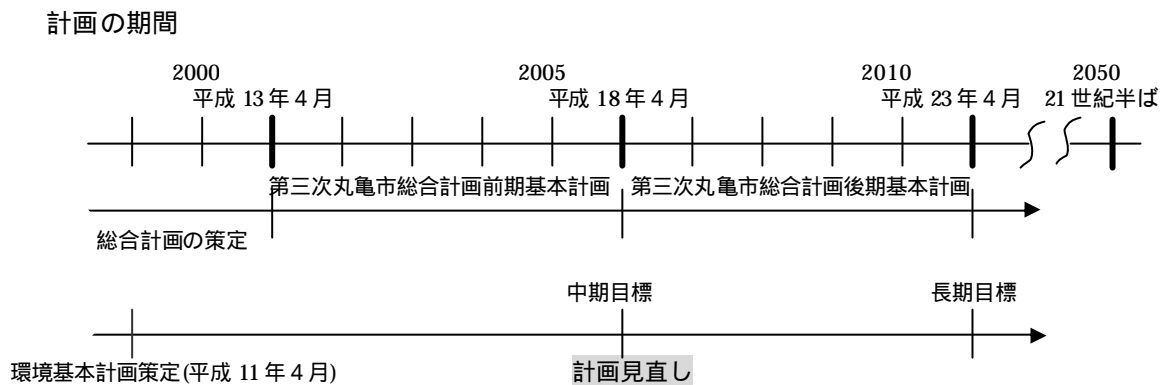 計画の期間
2000 2005 2010 2050
平成 13 年 4 月 平成 18 年 4 月 平成 23 年 4 月 21 世紀半ば
第三次丸亀市総合計画前期基本計画 第三次丸亀市総合計画後期基本計画
総合計画の策定
中期目標 長期目標
環境基本計画策定(平成 11 年 4 月) 計画見直し